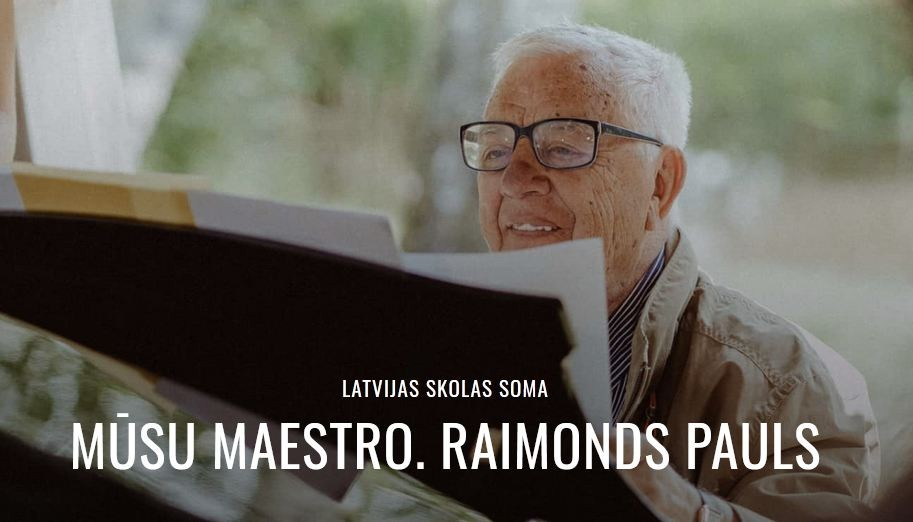 LATVIJAS SKOLAS SOMA
MŪSU MAESTRO. RAIMONDS PAULS